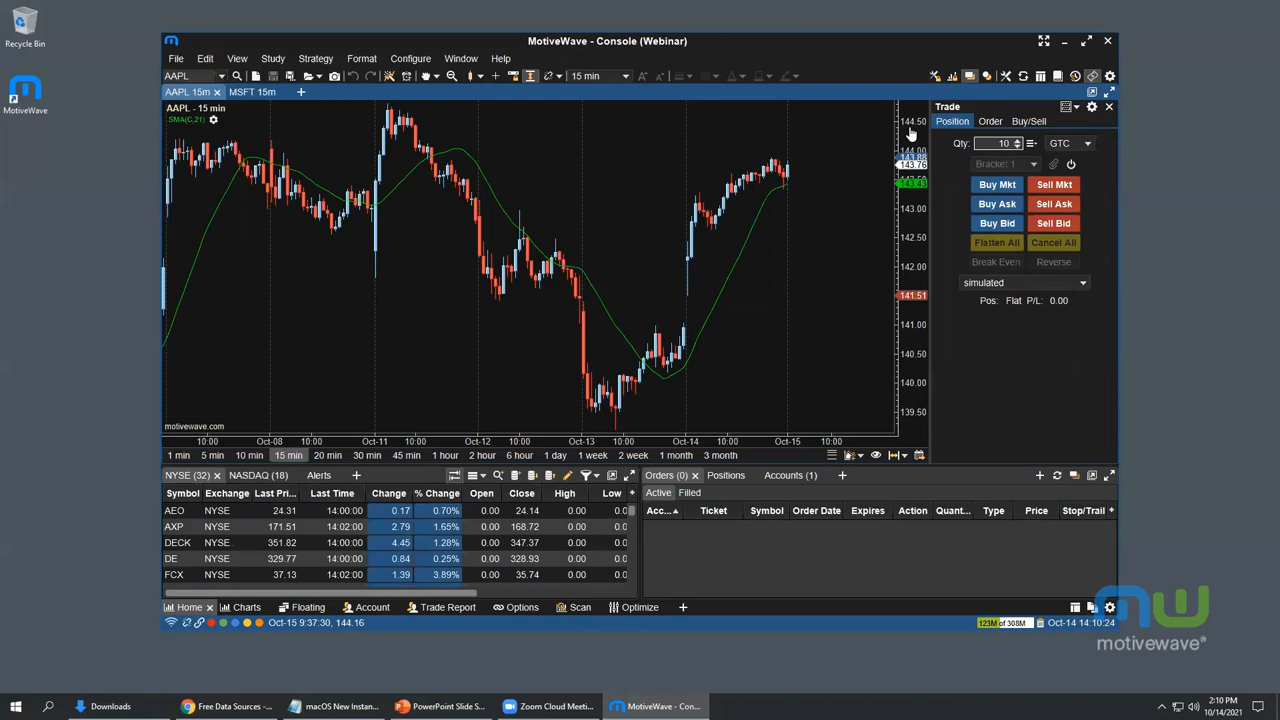 Recycle Bin
MotiveWave
MotiveWave - Console (Webinar)
File Edit View Study Strategy Format Configure Window Help
AAPL 15 min
AAPL 15m MSFT 15m
AAPL - 15 min
SMA(C,21)
144.50
144.00
143.88
143.76
143.43
143.00
142.50
142.00
141.51
141.00
140.50
140.00
139.50
motivewave.com
10:00 Oct-08 10:00 Oct-11 10:00 Oct-12 10:00 Oct-13 10:00 Oct-14 10:00 Oct-15 10:00
1 min 5 min 10 min 15 min 20 min 30 min 45 min 1 hour 2 hour 6 hour 1 day 1 week 2 week 1 month 3 month
Trade
Position Order Buy/Sell
Qty: 10 GTC
Bracket 1
Buy Mkt Sell Mkt
Buy Ask Sell Ask
Buy Bid Sell Bid
Flatten All Cancel All
Break Even Reverse
simulated
Pos: Flat P/L: 0.00
NYSE (32) NASDAQ (18) Alerts
Symbol Exchange Last Pri... Last Time Change % Change Open Close High Low
AEO NYSE 24.31 14:00:00 0.17 0.70% 0.00 24.14 0.00 0.0
AXP NYSE 171.51 14:02:00 2.79 1.65% 0.00 168.72 0.00 0.0
DECK NYSE 351.82 14:02:00 4.45 1.28% 0.00 347.37 0.00 0.0
DE NYSE 329.77 14:00:00 0.84 0.25% 0.00 328.93 0.00 0.0
FCX NYSE 37.13 14:02:00 1.39 3.89% 0.00 35.74 0.00 0.0
Orders (0) Positions Accounts (1)
Active Filled
Acc... Ticket Symbol Order Date Expires Action Quant... Type Price Stop/Trail
Home Charts Floating Account Trade Report Options Scan Optimize
Oct-15 9:37:30, 144.16 123M of 308M Oct-14 14:10:24
mw
motivewave®
Downloads Free Data Sources -... macOS New Instan... PowerPoint Slide S... Zoom Cloud Meeti... MotiveWave - Con...
2:10 PM
10/14/2021